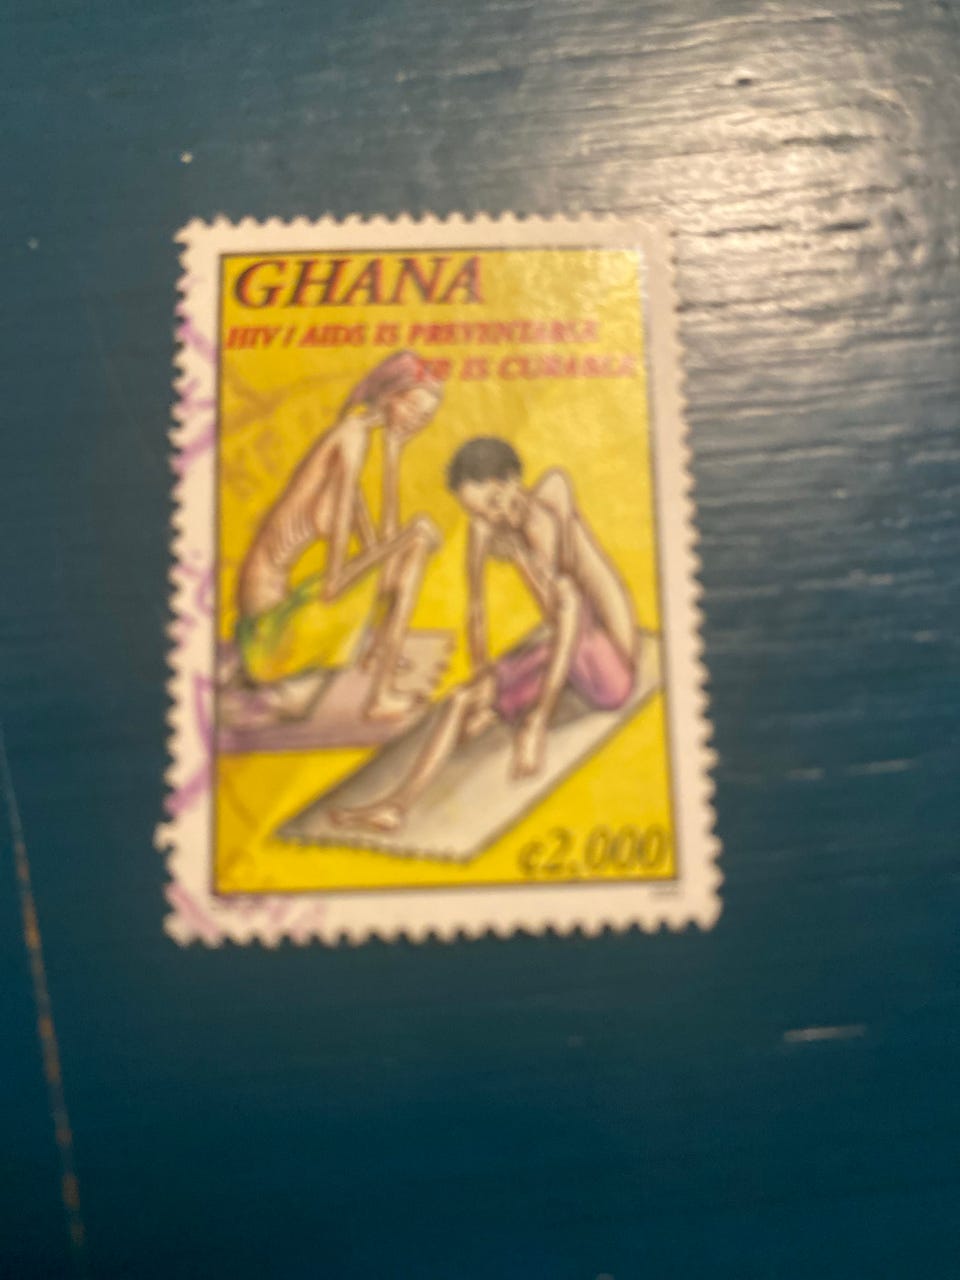 GHANA
HIV / AIDS IS PREVENTABLE
TB IS CURABLE
¢2,000